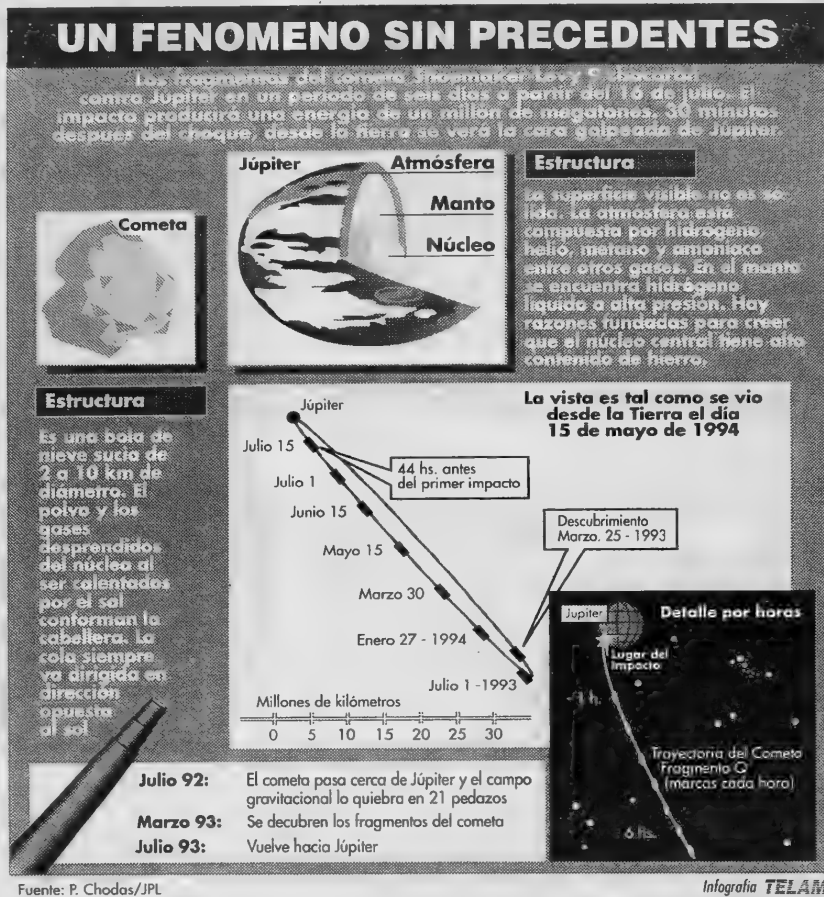 UN FENOMENO SIN PRECEDENTES
Los fragmentos del cometa Shoemaker Levy 9 chocarán
contra Júpiter en un período de seis días a partir del 16 de julio. El
impacto producirá una energía de un millón de megatones. 30 minutos
despues del choque, desde la tierra se verá la cara golpeada de Júpiter.
Cometa
Júpiter
Atmósfera
Manto
Núcleo
Estructura
La superficie visible no es só-
lida. La atmósfera está
compuesta por hidrógeno,
helio, metano y amoníaco
entre otros gases. En el manto
se encuentra hidrógeno
líquido a alta presión. Hay
razones fundadas para creer
que el núcleo central tiene alto
contenido de hierro.
Estructura
Es una bola de
nieve sucia de
2 a 10 km de
diámetro. El
polvo y los
gases
desprendidos
del núcleo al
ser calentados
por el sol
conforman la
cabellera. La
cola siempre
va dirigida en
dirección
opuesta
al sol
La vista es tal como se vio
desde la Tierra el día
15 de mayo de 1994
Júpiter
Julio 15
44 hs. antes
del primer impacto
Julio 1
Junio 15
Mayo 15
Descubrimiento
Marzo. 25 - 1993
Marzo 30
Enero 27 - 1994
Julio 1 -1993
Millones de kilómetros
0 5 10 15 20 25 30
Jupiter
Detalle por horas
Lugar del
Impacto
Trayectoria del Cometa
Fragmento Q
(marcas cada hora)
6 hs.
Julio 92: El cometa pasa cerca de Júpiter y el campo
gravitacional lo quiebra en 21 pedazos
Marzo 93: Se decubren los fragmentos del cometa
Julio 93: Vuelve hacia Júpiter
Fuente: P. Chodas/JPL
Infografia TELAM